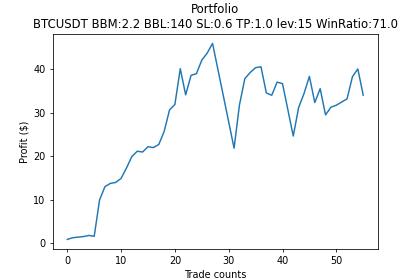 Portfolio
BTCUSDT BBM:2.2 BBL:140 SL:0.6 TP:1.0 lev:15 WinRatio:71.0
Profit ($)
40
30
20
10
0
0 10 20 30 40 50
Trade counts